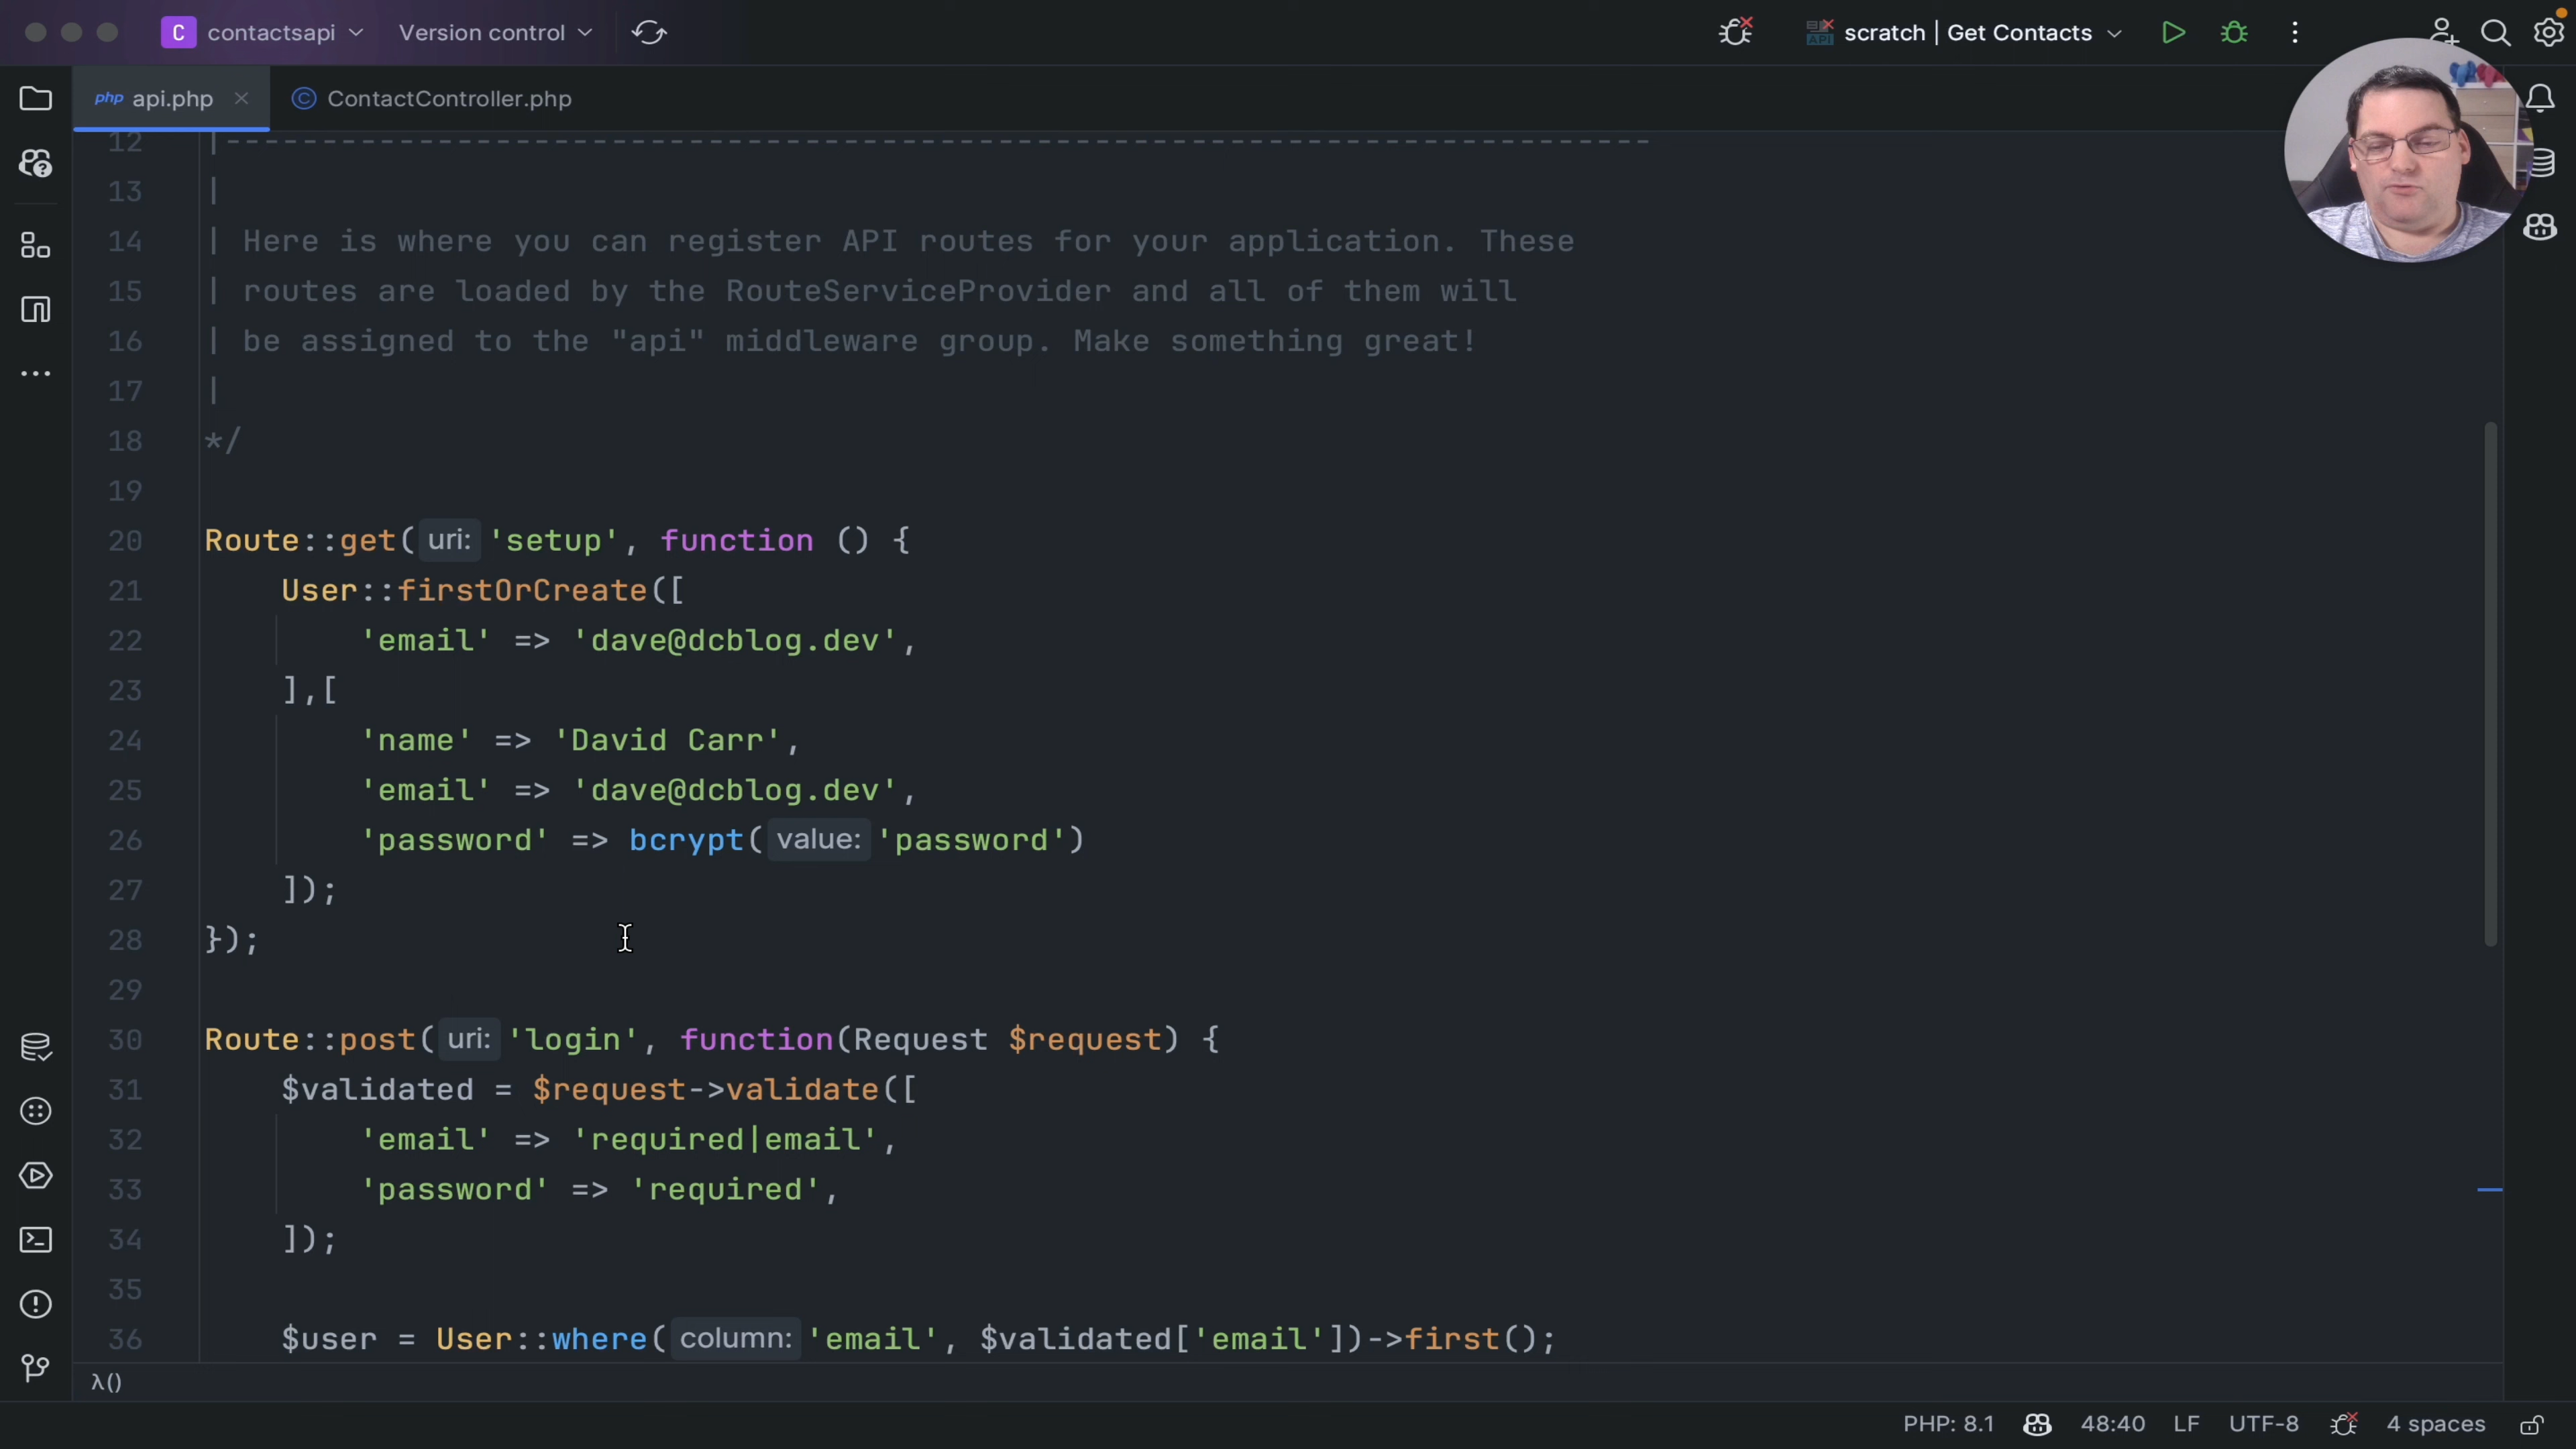 C contactsapi Version control scratch | Get Contacts
php api.php ContactController.php
12 |--------------------------------------------------------------------------
13 |
14 | Here is where you can register API routes for your application. These
15 | routes are loaded by the RouteServiceProvider and all of them will
16 | be assigned to the "api" middleware group. Make something great!
17 |
18 */
19
20 Route::get( uri: 'setup', function () {
21 User::firstOrCreate([
22 'email' => 'dave@dcblog.dev',
23 ],[
24 'name' => 'David Carr',
25 'email' => 'dave@dcblog.dev',
26 'password' => bcrypt( value: 'password')
27 ]);
28 });
29
30 Route::post( uri: 'login', function(Request $request) {
31 $validated = $request->validate([
32 'email' => 'required|email',
33 'password' => 'required',
34 ]);
35
36 $user = User::where( column: 'email', $validated['email'])->first();
λ()
PHP: 8.1 48:40 LF UTF-8 4 spaces